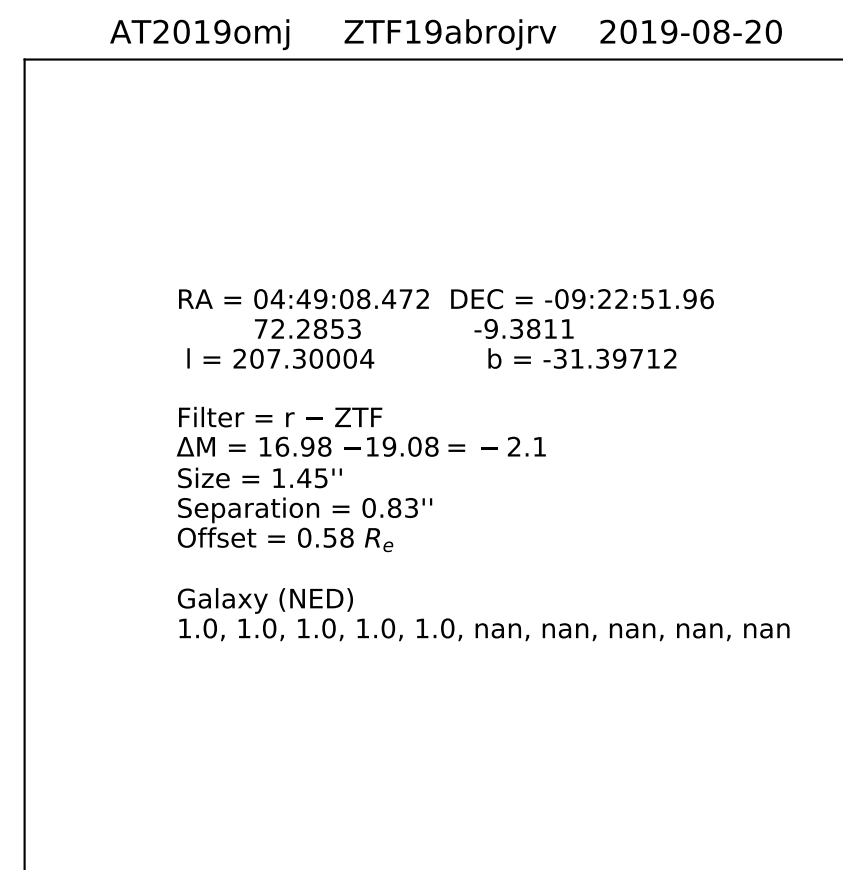 AT2019omj ZTF19abrojrv 2019-08-20
RA = 04:49:08.472 DEC = -09:22:51.96
72.2853 -9.3811
l = 207.30004 b = -31.39712
Filter = r − ZTF
ΔM = 16.98 −19.08 = − 2.1
Size = 1.45''
Separation = 0.83''
Offset = 0.58 Re
Galaxy (NED)
1.0, 1.0, 1.0, 1.0, 1.0, nan, nan, nan, nan, nan